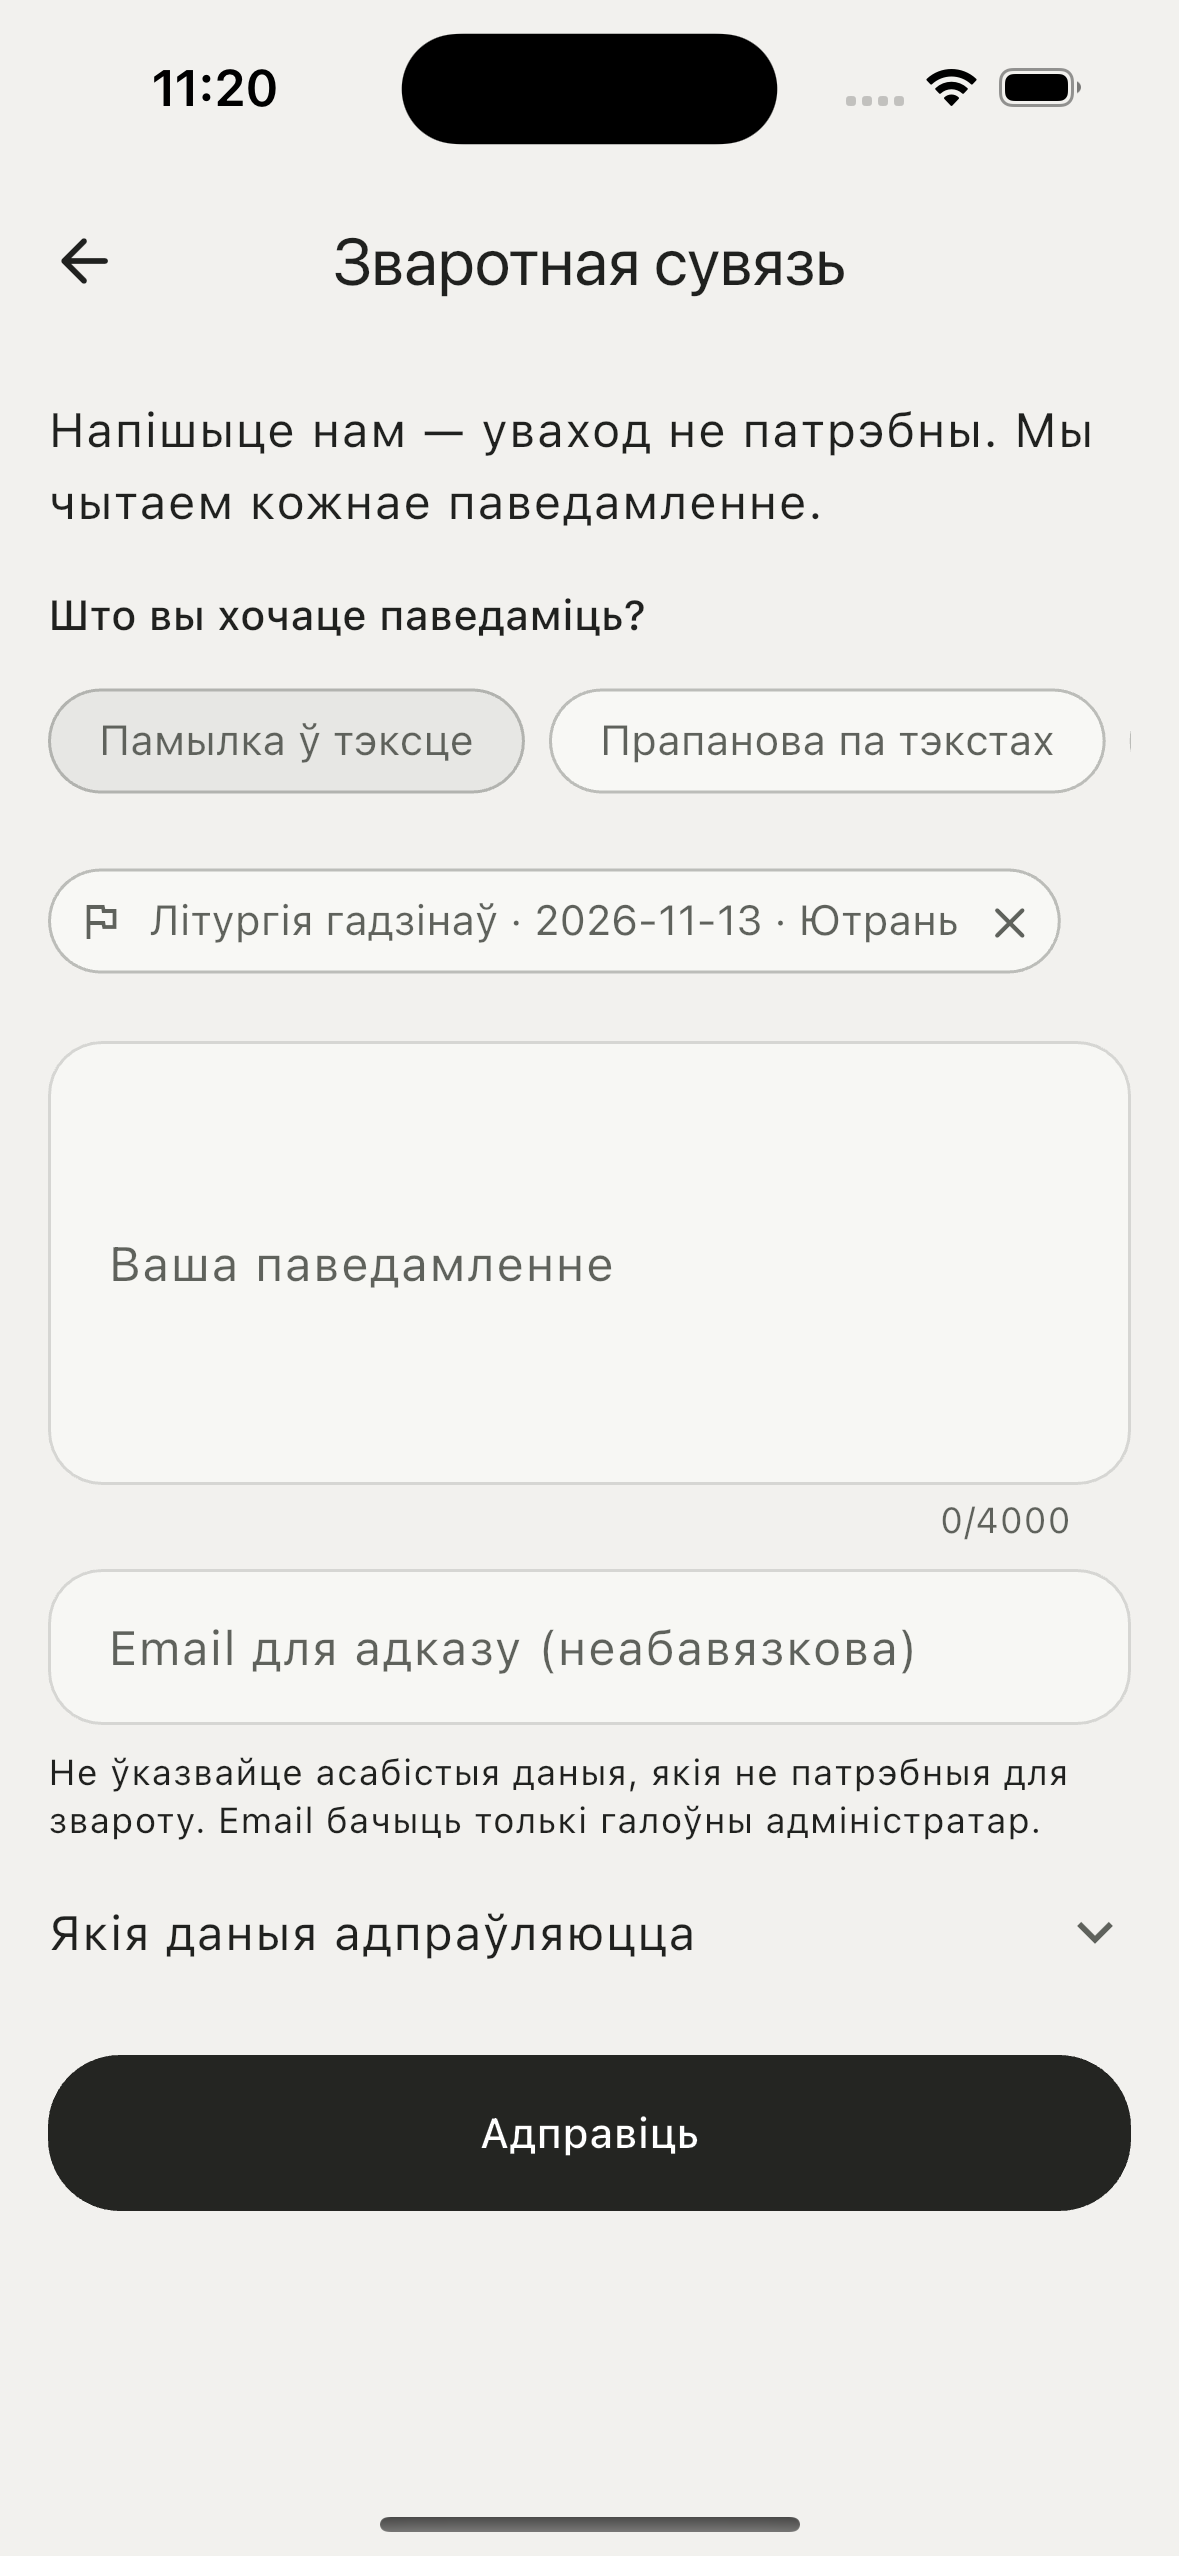 11:20
Зваротная сувязь
Напішыце нам — уваход не патрэбны. Мы
чытаем кожнае паведамленне.
Што вы хочаце паведаміць?
Памылка ў тэксце
Прапанова па тэкстах
Літургія гадзінаў · 2026-11-13 · Ютрань
Ваша паведамленне
0/4000
Email для адказу (неабавязкова)
Не ўказвайце асабістыя даныя, якія не патрэбныя для
звароту. Email бачыць толькі галоўны адміністратар.
Якія даныя адпраўляюцца
Адправіць